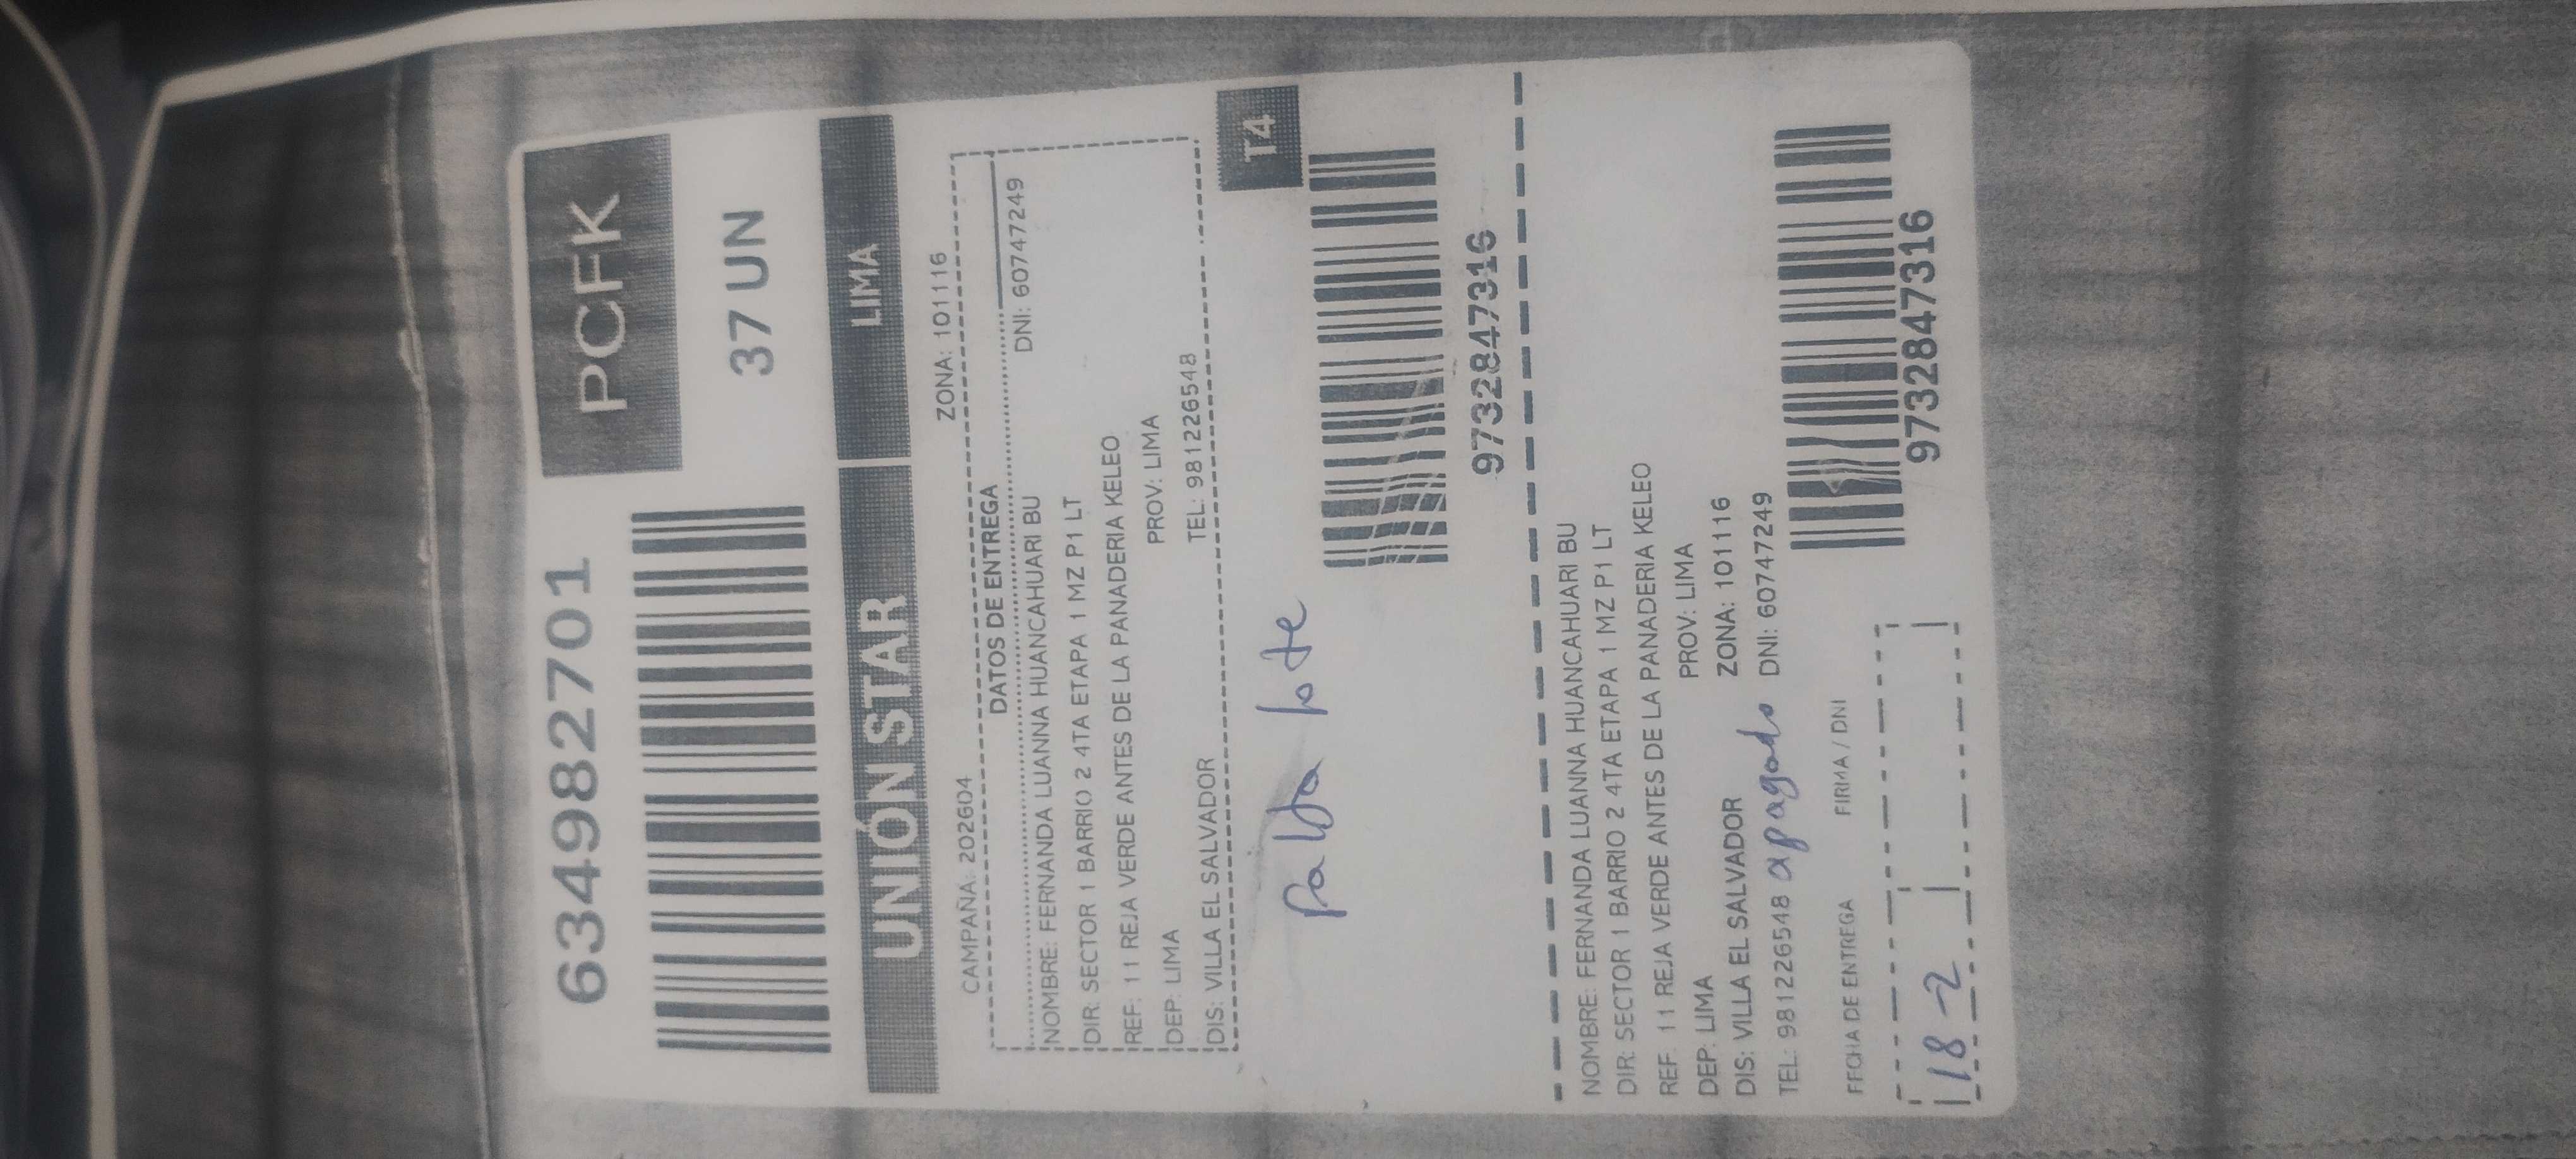 6349827701
PCFK
37 UN
UNIÓN STAR
LIMA
CAMPAÑA: 202604
ZONA: 101116
DATOS DE ENTREGA
DNI: 60747249
NOMBRE: FERNANDA LUANNA HUANCAHUARI BU
DIR: SECTOR 1 BARRIO 2 4TA ETAPA 1 MZ P1 LT
REF: 11 REJA VERDE ANTES DE LA PANADERIA KELEO
DEP: LIMA
PROV: LIMA
DIS: VILLA EL SALVADOR
TEL: 981226548
T4
Falta lote
9732847316
NOMBRE: FERNANDA LUANNA HUANCAHUARI BU
DIR: SECTOR 1 BARRIO 2 4TA ETAPA 1 MZ P1 LT
REF: 11 REJA VERDE ANTES DE LA PANADERIA KELEO
DEP: LIMA
PROV: LIMA
DIS: VILLA EL SALVADOR
ZONA: 101116
TEL: 981226548 apagado DNI: 60747249
FECHA DE ENTREGA
FIRMA / DNI
18-2
9732847316